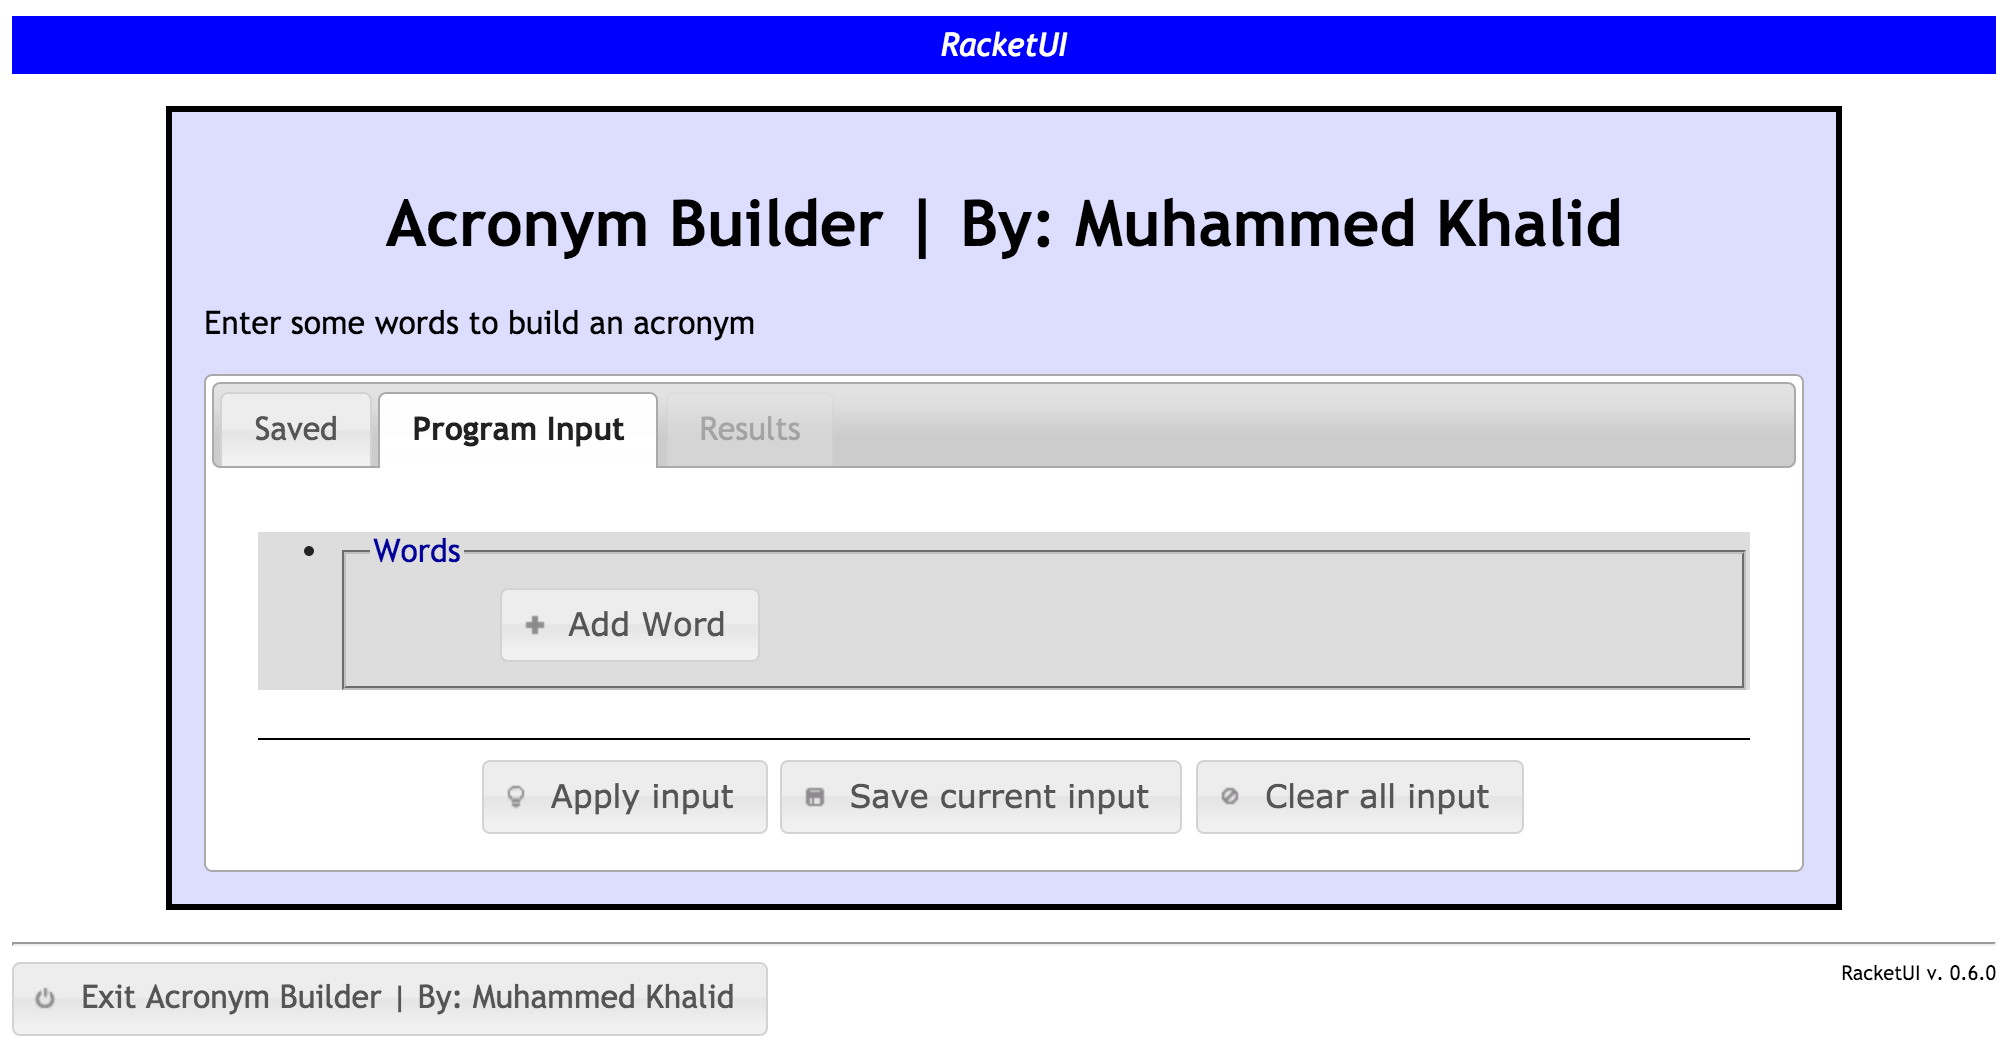 RacketUI
Acronym Builder | By: Muhammed Khalid
Enter some words to build an acronym
Saved Program Input Results
Words
Add Word
Apply input Save current input Clear all input
RacketUI v. 0.6.0
Exit Acronym Builder | By: Muhammed Khalid